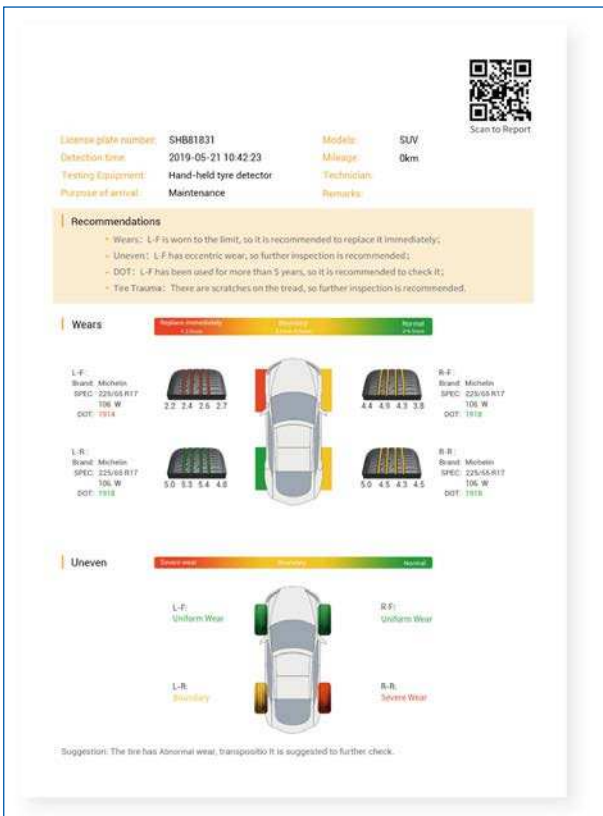 Scan to Report
License plate number: SHB81831 Models: SUV
Detection time: 2019-05-21 10:42:23 Mileage: 0km
Testing Equipment: Hand-held tyre detector Technician:
Purpose of arrival: Maintenance Remarks:
Recommendations
Wears: L-F is worn to the limit, so it is recommended to replace it immediately;
Uneven: L-F has eccentric wear, so further inspection is recommended;
DOT: L-F has been used for more than 5 years, so it is recommended to check it;
Tire Trauma: There are scratches on the tread, so further inspection is recommended.
Wears
Replace immediately Boundary Normal
L-F:
Brand: Michelin
SPEC: 225/65 R17
106 W
DOT: 1914
2.2 2.4 2.6 2.7
4.4 4.9 4.3 3.8
R-F:
Brand: Michelin
SPEC: 225/65 R17
106 W
DOT: 1918
L-R:
Brand: Michelin
SPEC: 225/65 R17
106 W
DOT: 1918
5.0 5.3 5.4 4.8
5.0 4.5 4.3 4.5
R-R:
Brand: Michelin
SPEC: 225/65 R17
106 W
DOT: 1918
Uneven
Severe wear Boundary Normal
L-F:
Uniform Wear
R-F:
Uniform Wear
L-R:
Boundary
R-R:
Severe Wear
Suggestion: The tire has Abnormal wear, transpositio It is suggested to further check.